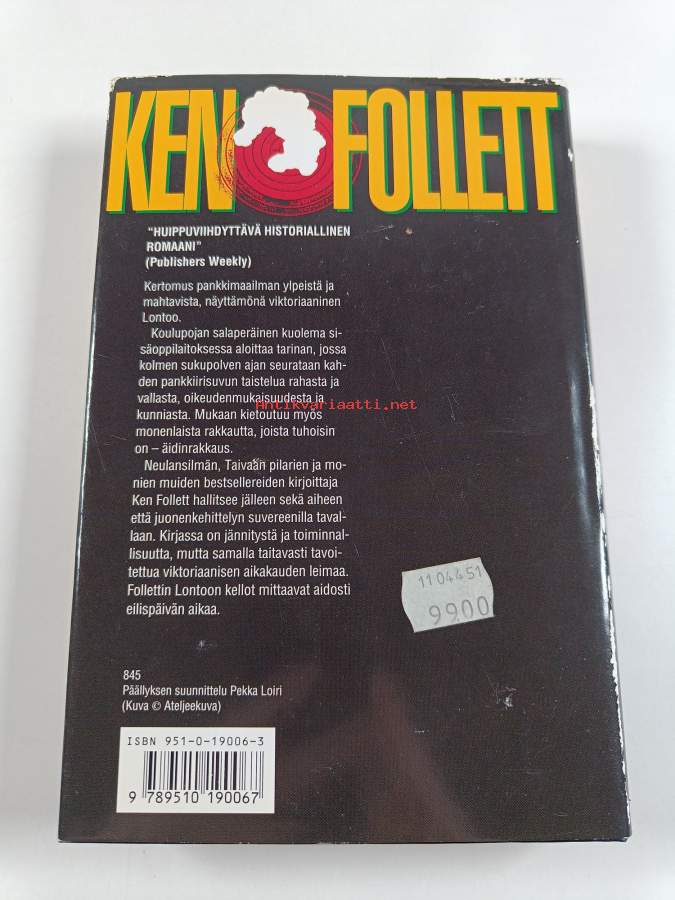 KEN FOLLETT
"HUIPPUVIIHDYTTÄVÄ HISTORIALLINEN
ROMAANI"
(Publishers Weekly)
Kertomus pankkimaailman ylpeistä ja
mahtavista, näyttämönä viktoriaaninen
Lontoo.
Koulupojan salaperäinen kuolema si-
säoppilaitoksessa aloittaa tarinan, jossa
kolmen sukupolven ajan seurataan kah-
den pankkiirisuvun taistelua rahasta ja
vallasta, oikeudenmukaisuudesta ja
kunniasta. Mukaan kietoutuu myös
monenlaista rakkautta, joista tuhoisin
on – äidinrakkaus.
Neulansilmän, Taivaan pilarien ja mo-
nien muiden bestsellereiden kirjoittaja
Ken Follett hallitsee jälleen sekä aiheen
että juonenkehittelyn suvereenilla taval-
laan. Kirjassa on jännitystä ja toiminnal-
lisuutta, mutta samalla taitavasti tavoi-
tettua viktoriaanisen aikakauden leimaa.
Follettin Lontoon kellot mittaavat aidosti
eilispäivän aikaa.
Antikvariaatti.net
11 04 4 51
9900
845
Päällyksen suunnittelu Pekka Loiri
(Kuva © Ateljeekuva)
ISBN 951-0-19006-3
9 789510 190067